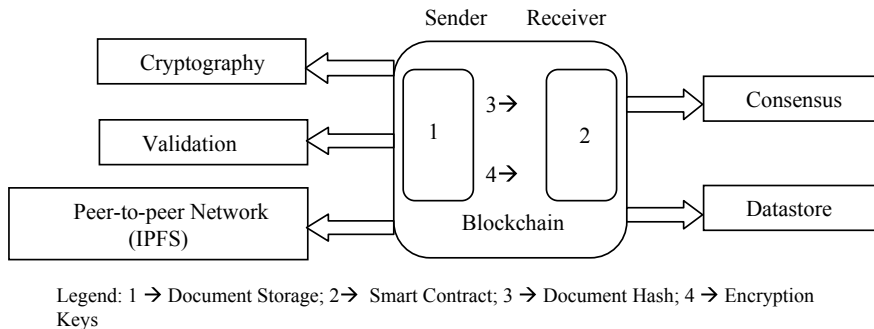 Sender Receiver
Cryptography
Validation
Peer-to-peer Network
(IPFS)
1
3→
4→
2
Blockchain
Consensus
Datastore
Legend: 1 → Document Storage; 2→ Smart Contract; 3 → Document Hash; 4 → Encryption
Keys